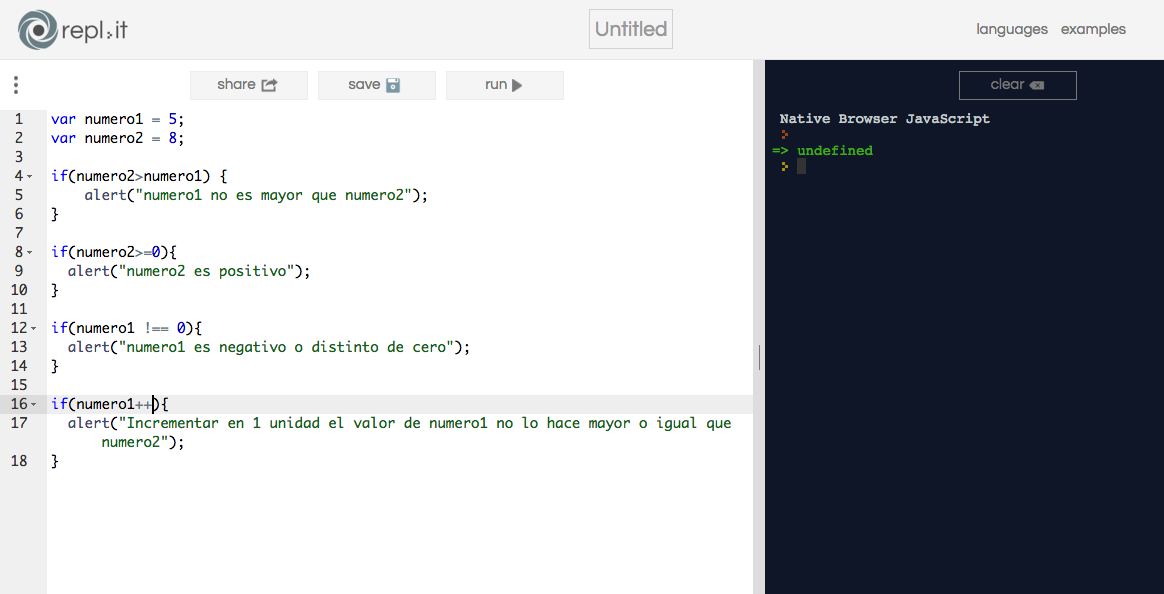 repl.it
Untitled
languages examples
share save run
clear
1 var numero1 = 5;
2 var numero2 = 8;
3
4 if(numero2>numero1) {
5 alert("numero1 no es mayor que numero2");
6 }
7
8 if(numero2>=0){
9 alert("numero2 es positivo");
10 }
11
12 if(numero1 !== 0){
13 alert("numero1 es negativo o distinto de cero");
14 }
15
16 if(numero1++){
17 alert("Incrementar en 1 unidad el valor de numero1 no lo hace mayor o igual que
numero2");
18 }
Native Browser JavaScript
=> undefined